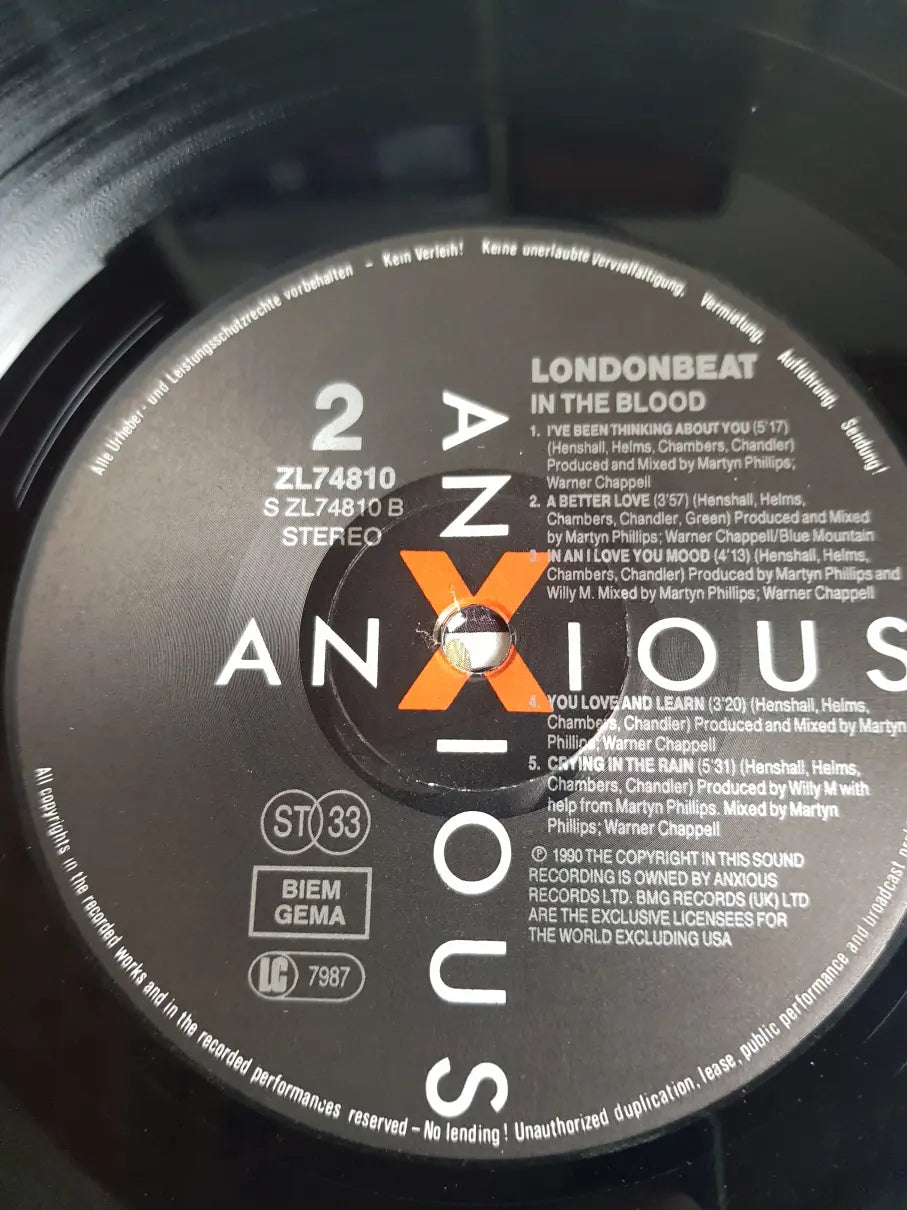 Alle Urheber- und Leistungsschutzrechte vorbehalten - Kein Verleih! Keine unerlaubte Vervielfältigung, Vermietung, Aufführung, Sendung!
2
ZL74810
S ZL74810 B
STEREO
LONDONBEAT
IN THE BLOOD
1. I'VE BEEN THINKING ABOUT YOU (5'17)
(Henshall, Helms, Chambers, Chandler)
Produced and Mixed by Martyn Phillips;
Warner Chappell
2. A BETTER LOVE (3'57) (Henshall, Helms,
Chambers, Chandler, Green) Produced and Mixed
by Martyn Phillips; Warner Chappell/Blue Mountain
3. IN AN I LOVE YOU MOOD (4'13) (Henshall, Helms,
Chambers, Chandler) Produced by Martyn Phillips and
Willy M. Mixed by Martyn Phillips; Warner Chappell
ANXIOUS
ANXIOUS
4. YOU LOVE AND LEARN (3'20) (Henshall, Helms,
Chambers, Chandler) Produced and Mixed by Martyn
Phillips; Warner Chappell
5. CRYING IN THE RAIN (5'31) (Henshall, Helms,
Chambers, Chandler) Produced by Willy M with
help from Martyn Phillips. Mixed by Martyn
Phillips; Warner Chappell
℗ 1990 THE COPYRIGHT IN THIS SOUND
RECORDING IS OWNED BY ANXIOUS
RECORDS LTD. BMG RECORDS (UK) LTD
ARE THE EXCLUSIVE LICENSEES FOR
THE WORLD EXCLUDING USA
ST 33
BIEM
GEMA
LC 7987
All copyrights in the recorded works and in the recorded performances reserved - No lending! Unauthorized duplication, lease, public performance and broadcast